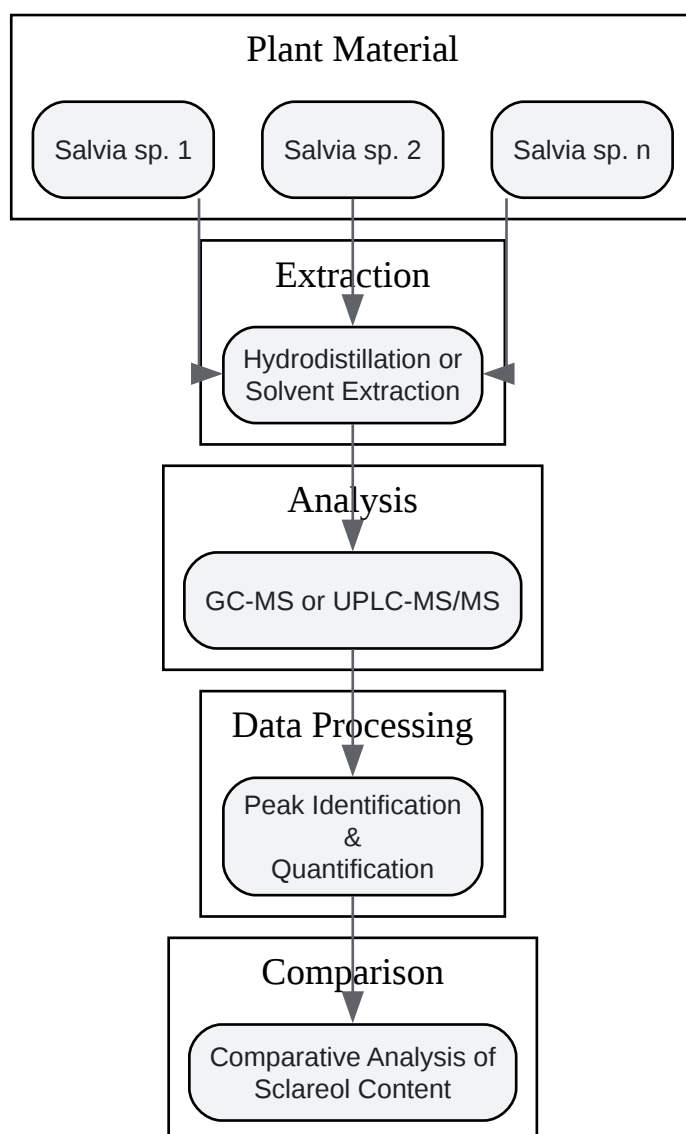 Plant Material
Salvia sp. 1
Salvia sp. 2
Salvia sp. n
Extraction
Hydrodistillation or
Solvent Extraction
Analysis
GC-MS or UPLC-MS/MS
Data Processing
Peak Identification
&
Quantification
Comparison
Comparative Analysis of
Sclareol Content